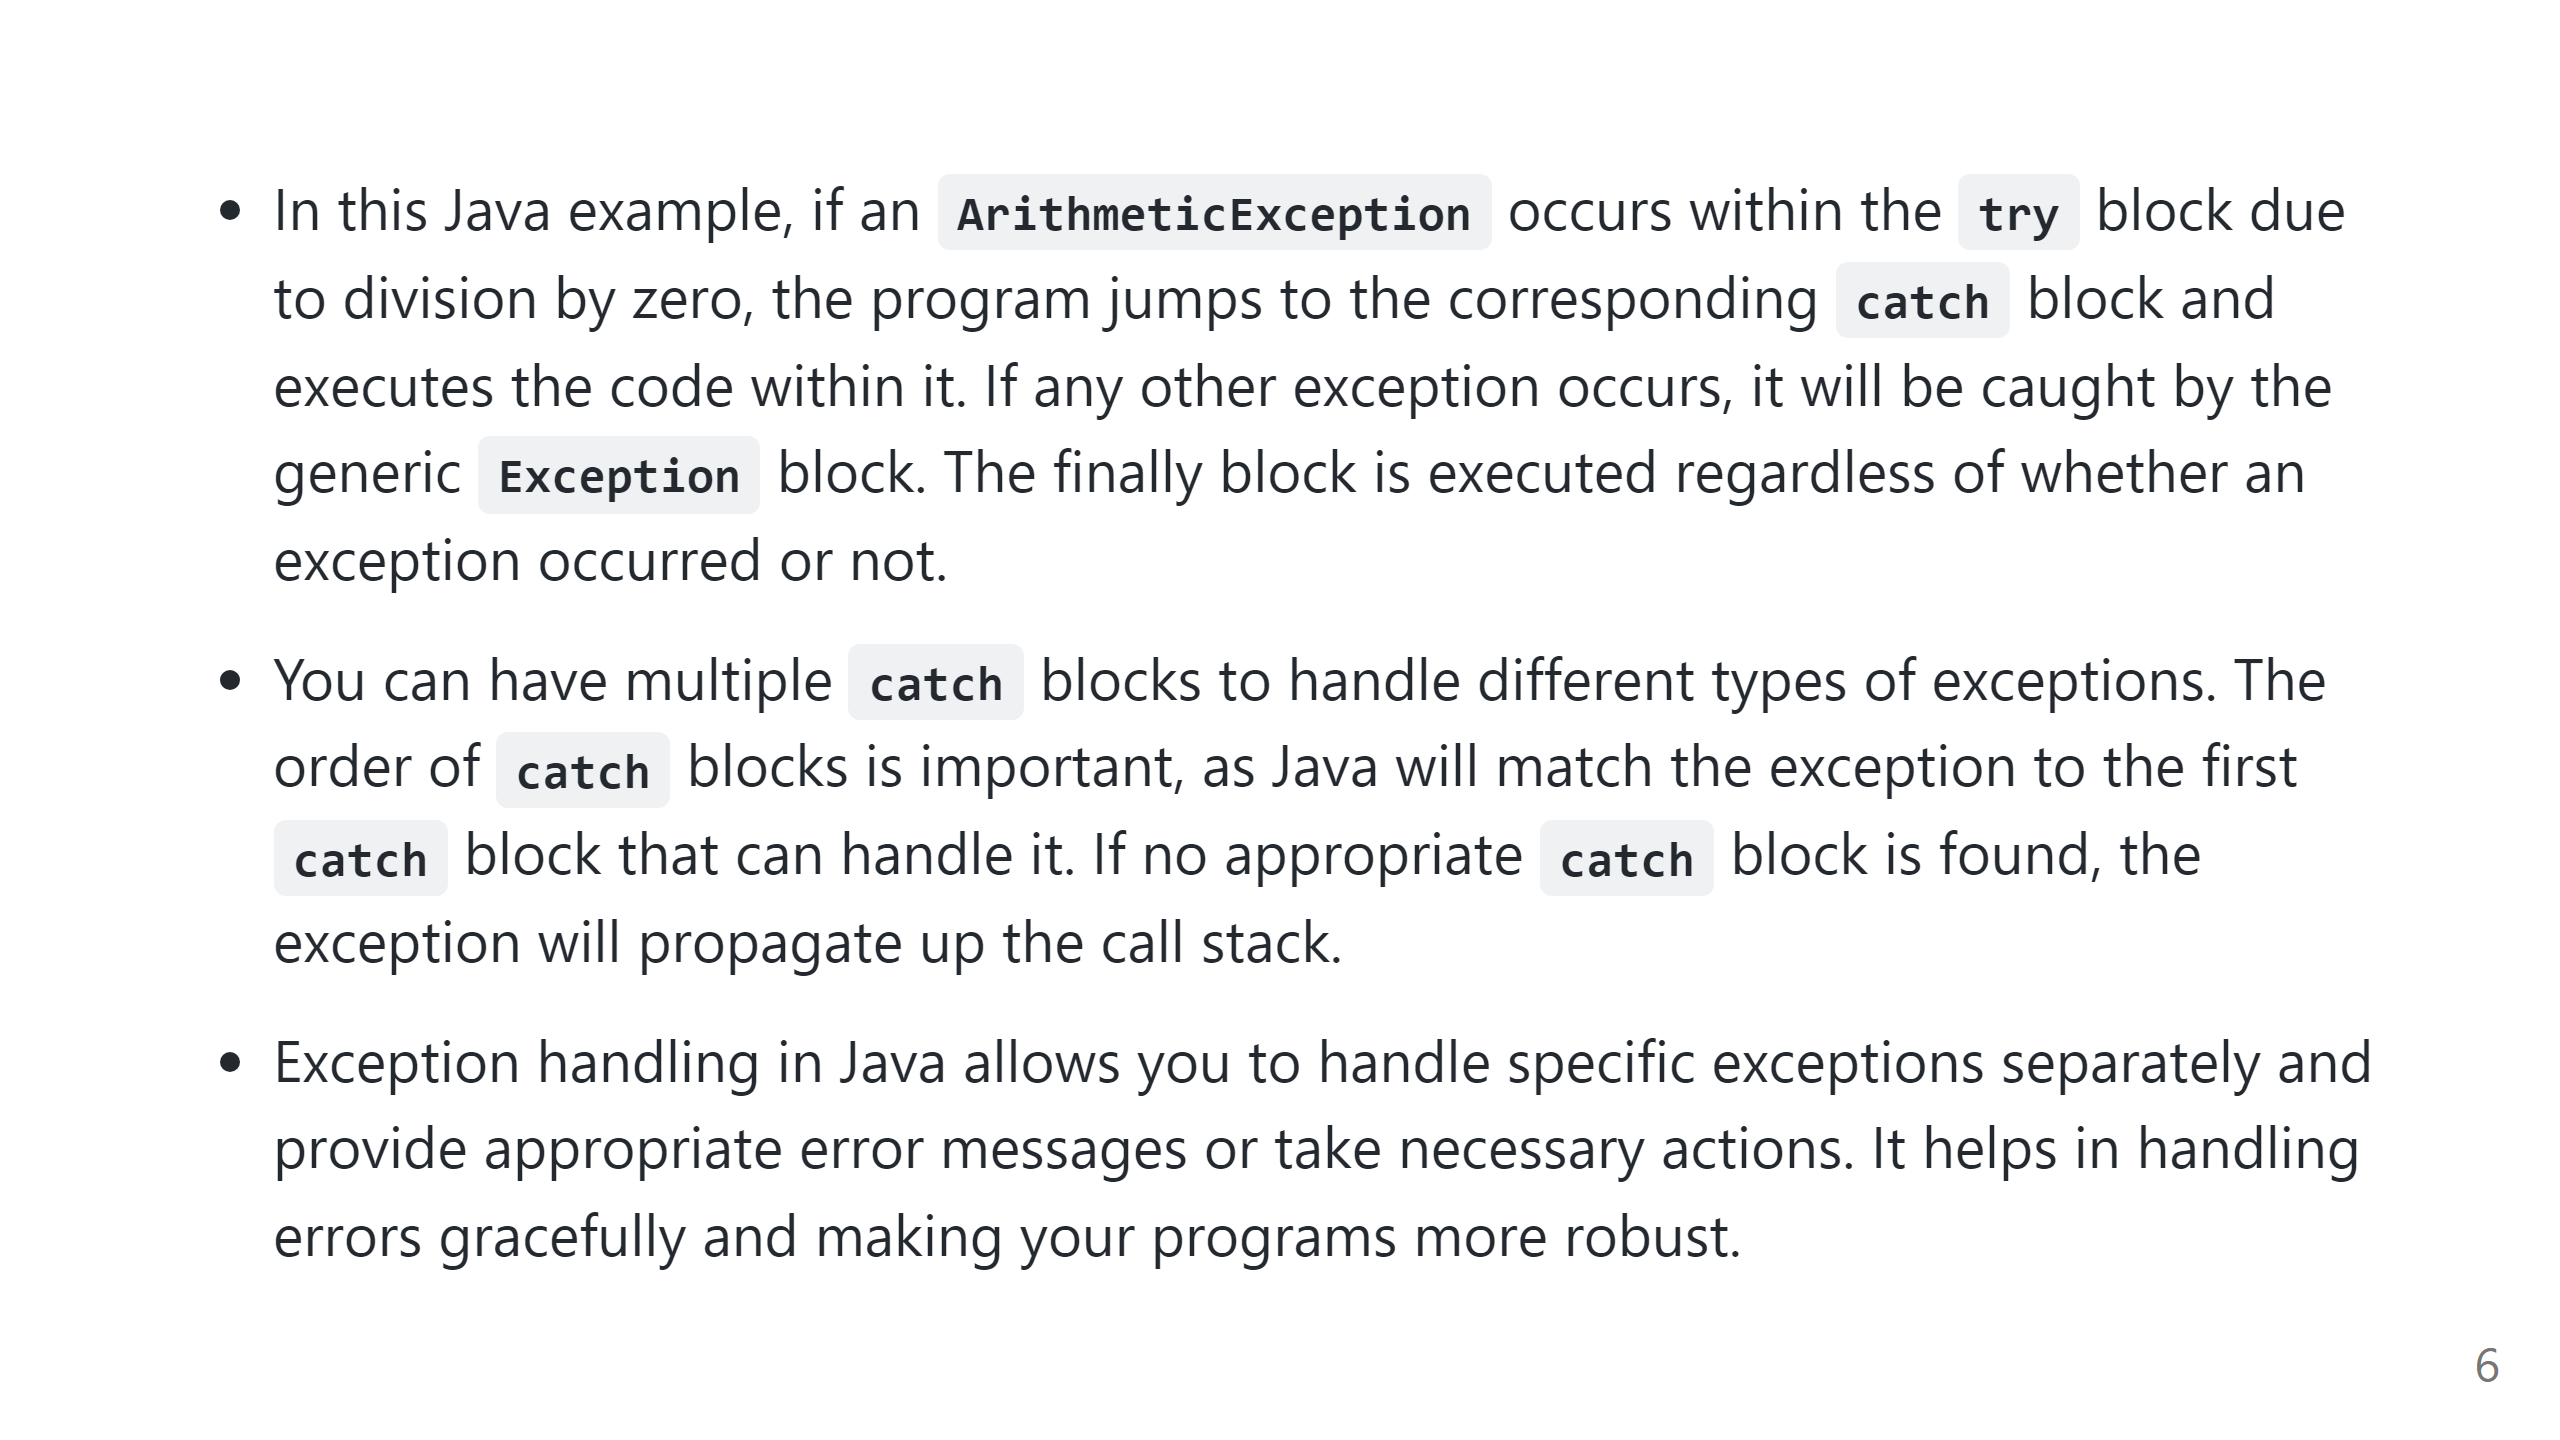 • In this Java example, if an ArithmeticException occurs within the try block due
to division by zero, the program jumps to the corresponding catch block and
executes the code within it. If any other exception occurs, it will be caught by the
generic Exception block. The finally block is executed regardless of whether an
exception occurred or not.
• You can have multiple catch blocks to handle different types of exceptions. The
order of catch blocks is important, as Java will match the exception to the first
catch block that can handle it. If no appropriate catch block is found, the
exception will propagate up the call stack.
• Exception handling in Java allows you to handle specific exceptions separately and
provide appropriate error messages or take necessary actions. It helps in handling
errors gracefully and making your programs more robust.
6